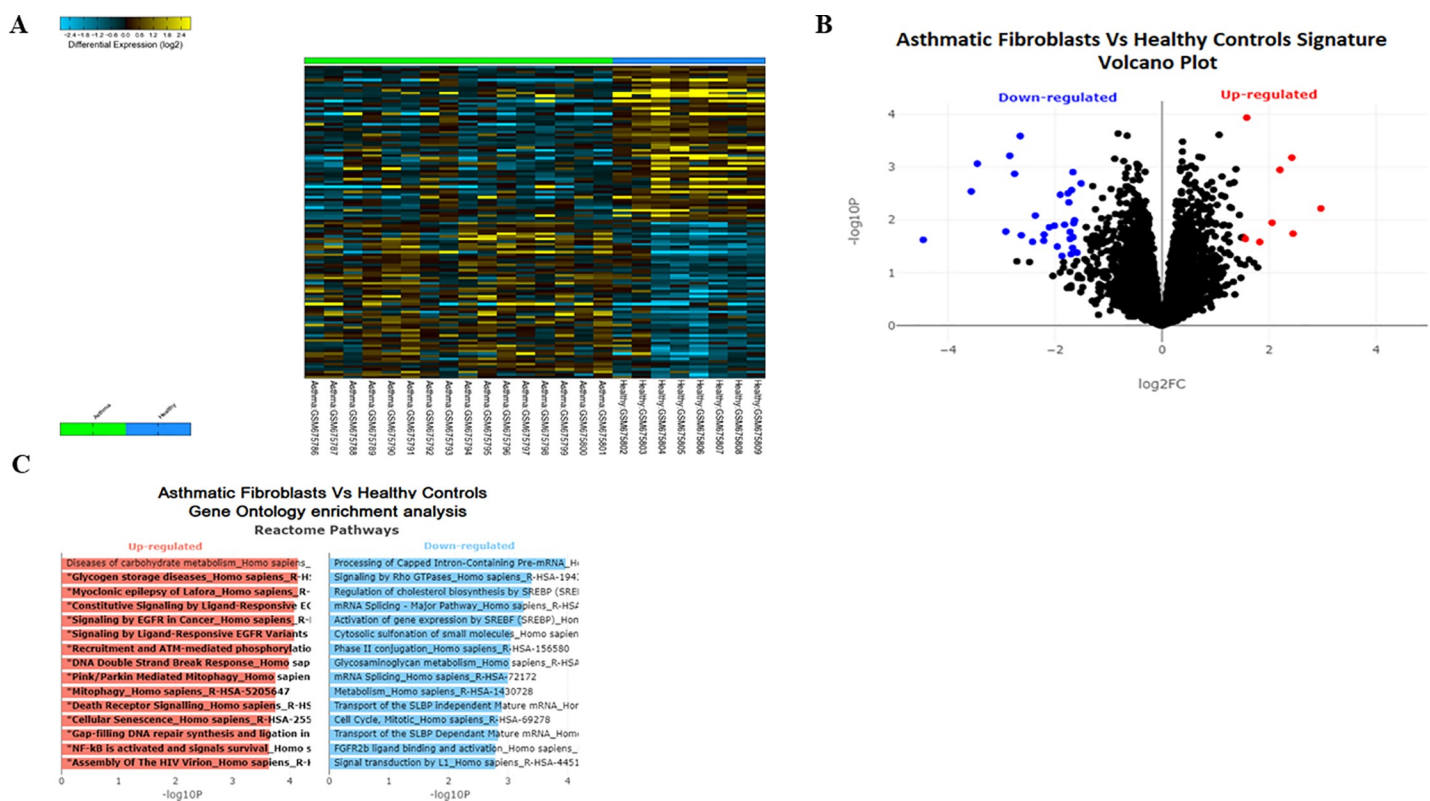 A
-2.4 -1.8 -1.2 -0.6 0.0 0.6 1.2 1.8 2.4
Differential Expression (log2)
Asthma:GSM675786
Asthma:GSM675787
Asthma:GSM675788
Asthma:GSM675789
Asthma:GSM675790
Asthma:GSM675791
Asthma:GSM675792
Asthma:GSM675793
Asthma:GSM675794
Asthma:GSM675795
Asthma:GSM675796
Asthma:GSM675797
Asthma:GSM675798
Asthma:GSM675799
Asthma:GSM675800
Asthma:GSM675801
Healthy:GSM675802
Healthy:GSM675803
Healthy:GSM675804
Healthy:GSM675805
Healthy:GSM675806
Healthy:GSM675807
Healthy:GSM675808
Healthy:GSM675809
Asthma
Healthy
B
Asthmatic Fibroblasts Vs Healthy Controls Signature
Volcano Plot
Down-regulated
Up-regulated
4
3
2
1
0
-log10P
−4 −2 0 2 4
log2FC
C
Asthmatic Fibroblasts Vs Healthy Controls
Gene Ontology enrichment analysis
Reactome Pathways
Up-regulated
Diseases of carbohydrate metabolism_Homo sapiens_
"Glycogen storage diseases_Homo sapiens_R-H
"Myoclonic epilepsy of Lafora_Homo sapiens_R-
"Constitutive Signaling by Ligand-Responsive EG
"Signaling by EGFR in Cancer_Homo sapiens_R-
"Signaling by Ligand-Responsive EGFR Variants
"Recruitment and ATM-mediated phosphorylatio
"DNA Double Strand Break Response_Homo sap
"Pink/Parkin Mediated Mitophagy_Homo sapien
"Mitophagy_Homo sapiens_R-HSA-5205647
"Death Receptor Signalling_Homo sapiens_R-HS
"Cellular Senescence_Homo sapiens_R-HSA-255
"Gap-filling DNA repair synthesis and ligation in
"NF-kB is activated and signals survival_Homo s
"Assembly Of The HIV Virion_Homo sapiens_R-H
0 1 2 3 4
-log10P
Down-regulated
Processing of Capped Intron-Containing Pre-mRNA_H
Signaling by Rho GTPases_Homo sapiens_R-HSA-194
Regulation of cholesterol biosynthesis by SREBP (SRE
mRNA Splicing - Major Pathway_Homo sapiens_R-HSA
Activation of gene expression by SREBF (SREBP)_Hom
Cytosolic sulfonation of small molecules_Homo sapien
Phase II conjugation_Homo sapiens_R-HSA-156580
Glycosaminoglycan metabolism_Homo sapiens_R-HSA
mRNA Splicing_Homo sapiens_R-HSA-72172
Metabolism_Homo sapiens_R-HSA-1430728
Transport of the SLBP independent Mature mRNA_Hor
Cell Cycle, Mitotic_Homo sapiens_R-HSA-69278
Transport of the SLBP Dependant Mature mRNA_Home
FGFR2b ligand binding and activation_Homo sapiens_
Signal transduction by L1_Homo sapiens_R-HSA-4451
0 1 2 3 4
-log10P